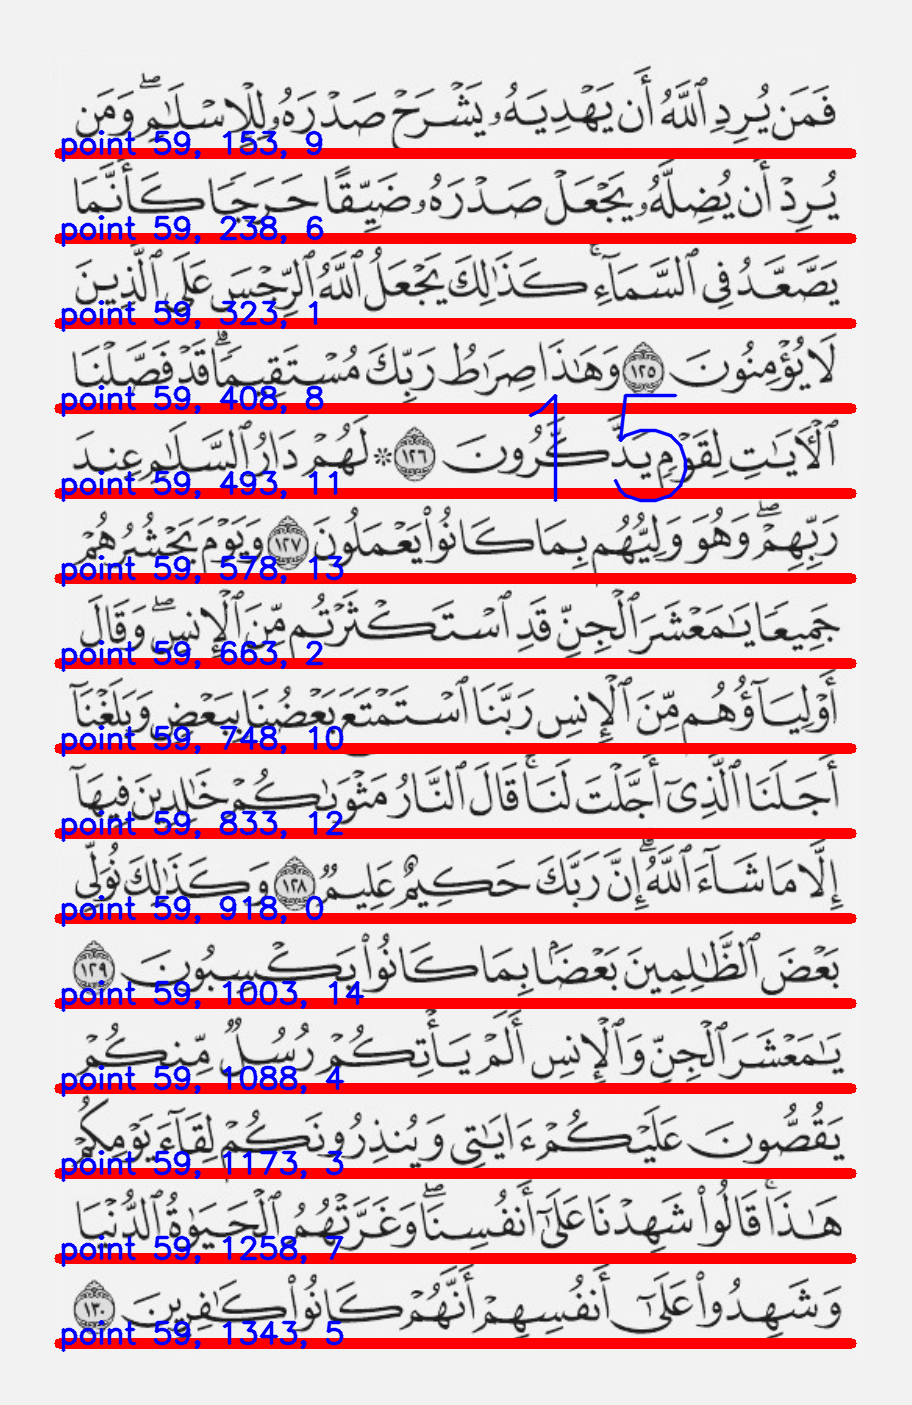 فَمَن يُرِدِ ٱللَّهُ أَن يَهْدِيَهُۥ يَشْرَحْ صَدْرَهُۥ لِلْإِسْلَـٰمِ ۖ وَمَن
point 59, 153, 9
يُرِدْ أَن يُضِلَّهُۥ يَجْعَلْ صَدْرَهُۥ ضَيِّقًا حَرَجًا كَأَنَّمَا
point 59, 238, 6
يَصَّعَّدُ فِى ٱلسَّمَآءِ ۚ كَذَٰلِكَ يَجْعَلُ ٱللَّهُ ٱلرِّجْسَ عَلَى ٱلَّذِينَ
point 59, 323, 1
لَا يُؤْمِنُونَ ١٢٥ وَهَـٰذَا صِرَٰطُ رَبِّكَ مُسْتَقِيمًا ۗ قَدْ فَصَّلْنَا
point 59, 408, 8
15
ٱلْـَٔايَـٰتِ لِقَوْمٍ يَذَّكَّرُونَ ١٢٦ ۞ لَهُمْ دَارُ ٱلسَّلَـٰمِ عِندَ
point 59, 493, 11
رَبِّهِمْ ۖ وَهُوَ وَلِيُّهُم بِمَا كَانُوا۟ يَعْمَلُونَ ١٢٧ وَيَوْمَ يَحْشُرُهُمْ
point 59, 578, 13
جَمِيعًا يَـٰمَعْشَرَ ٱلْجِنِّ قَدِ ٱسْتَكْثَرْتُم مِّنَ ٱلْإِنسِ ۖ وَقَالَ
point 59, 663, 2
أَوْلِيَآؤُهُم مِّنَ ٱلْإِنسِ رَبَّنَا ٱسْتَمْتَعَ بَعْضُنَا بِبَعْضٍ وَبَلَغْنَآ
point 59, 748, 10
أَجَلَنَا ٱلَّذِىٓ أَجَّلْتَ لَنَا ۚ قَالَ ٱلنَّارُ مَثْوَىٰكُمْ خَـٰلِدِينَ فِيهَآ
point 59, 833, 12
إِلَّا مَا شَآءَ ٱللَّهُ ۗ إِنَّ رَبَّكَ حَكِيمٌ عَلِيمٌ ١٢٨ وَكَذَٰلِكَ نُوَلِّى
point 59, 918, 0
بَعْضَ ٱلظَّـٰلِمِينَ بَعْضًۢا بِمَا كَانُوا۟ يَكْسِبُونَ ١٢٩
point 59, 1003, 14
يَـٰمَعْشَرَ ٱلْجِنِّ وَٱلْإِنسِ أَلَمْ يَأْتِكُمْ رُسُلٌ مِّنكُمْ
point 59, 1088, 4
يَقُصُّونَ عَلَيْكُمْ ءَايَـٰتِى وَيُنذِرُونَكُمْ لِقَآءَ يَوْمِكُمْ
point 59, 1173, 3
هَـٰذَا ۚ قَالُوا۟ شَهِدْنَا عَلَىٰٓ أَنفُسِنَا ۖ وَغَرَّتْهُمُ ٱلْحَيَوٰةُ ٱلدُّنْيَا
point 59, 1258, 7
وَشَهِدُوا۟ عَلَىٰٓ أَنفُسِهِمْ أَنَّهُمْ كَانُوا۟ كَـٰفِرِينَ ١٣٠
point 59, 1343, 5